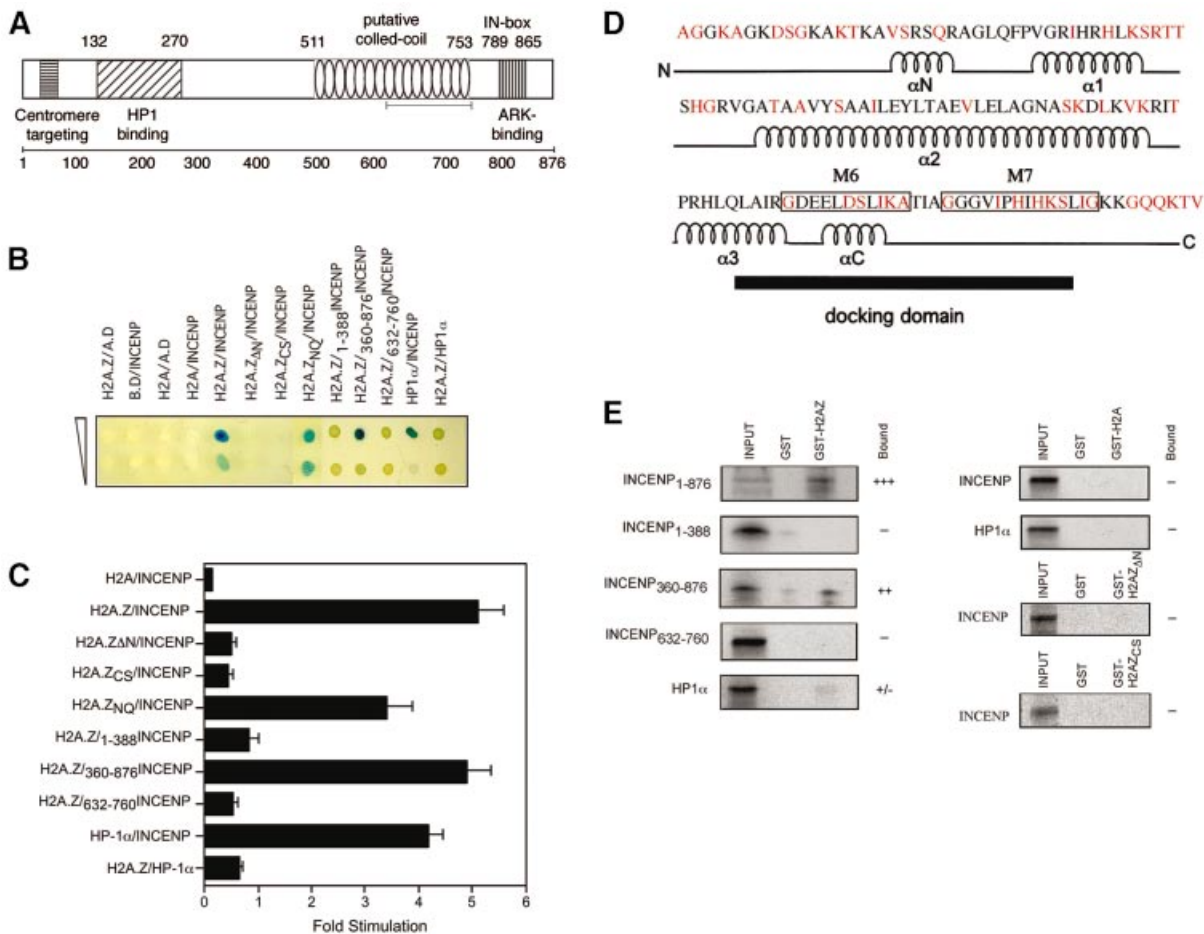 A
putative
colled-coil
IN-box
132 270 511 753 789 865
Centromere
targeting
HP1
binding
ARK-
binding
1 100 200 300 400 500 600 700 800 876
B
H2A.Z/A.D
B.D/INCENP
H2A/A.D
H2A/INCENP
H2A.Z/INCENP
H2A.ZΔN/INCENP
H2A.ZCS/INCENP
H2A.ZNQ/INCENP
H2A.Z/1-388INCENP
H2A.Z/360-876INCENP
H2A.Z/632-760INCENP
HP1α/INCENP
H2A.Z/HP1α
C
H2A/INCENP
H2A.Z/INCENP
H2A.ZΔN/INCENP
H2A.ZCS/INCENP
H2A.ZNQ/INCENP
H2A.Z/1-388INCENP
H2A.Z/360-876INCENP
H2A.Z/632-760INCENP
HP-1α/INCENP
H2A.Z/HP-1α
0 1 2 3 4 5 6
Fold Stimulation
D
AGGKAGKDSGKAKTKAVSRSQRAGLQFPVGRIHRHLKSRTT
N
αN α1
SHGRVGATAAVYSAAILEYLTAEVLELAGNASKDLKVKRIT
α2
M6 M7
PRHLQLAIRGDEELDSLIKATIAGGGVIPHIHKSLIGKKGQQKTV
C
α3 αC
docking domain
E
INPUT GST GST-H2AZ Bound
INCENP1-876 +++
INCENP1-388 –
INCENP360-876 ++
INCENP632-760 –
HP1α +/-
INPUT GST GST-H2A Bound
INCENP –
HP1α –
INPUT GST GST-H2AZΔN
INCENP –
INPUT GST GST-H2AZCS
INCENP –